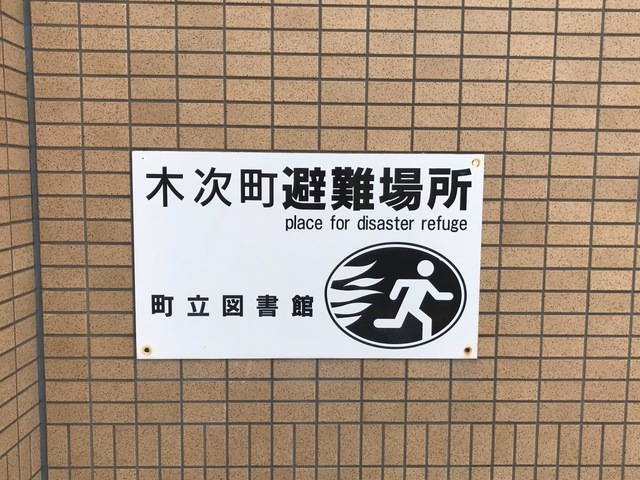 木次町避難場所
place for disaster refuge
町立図書館